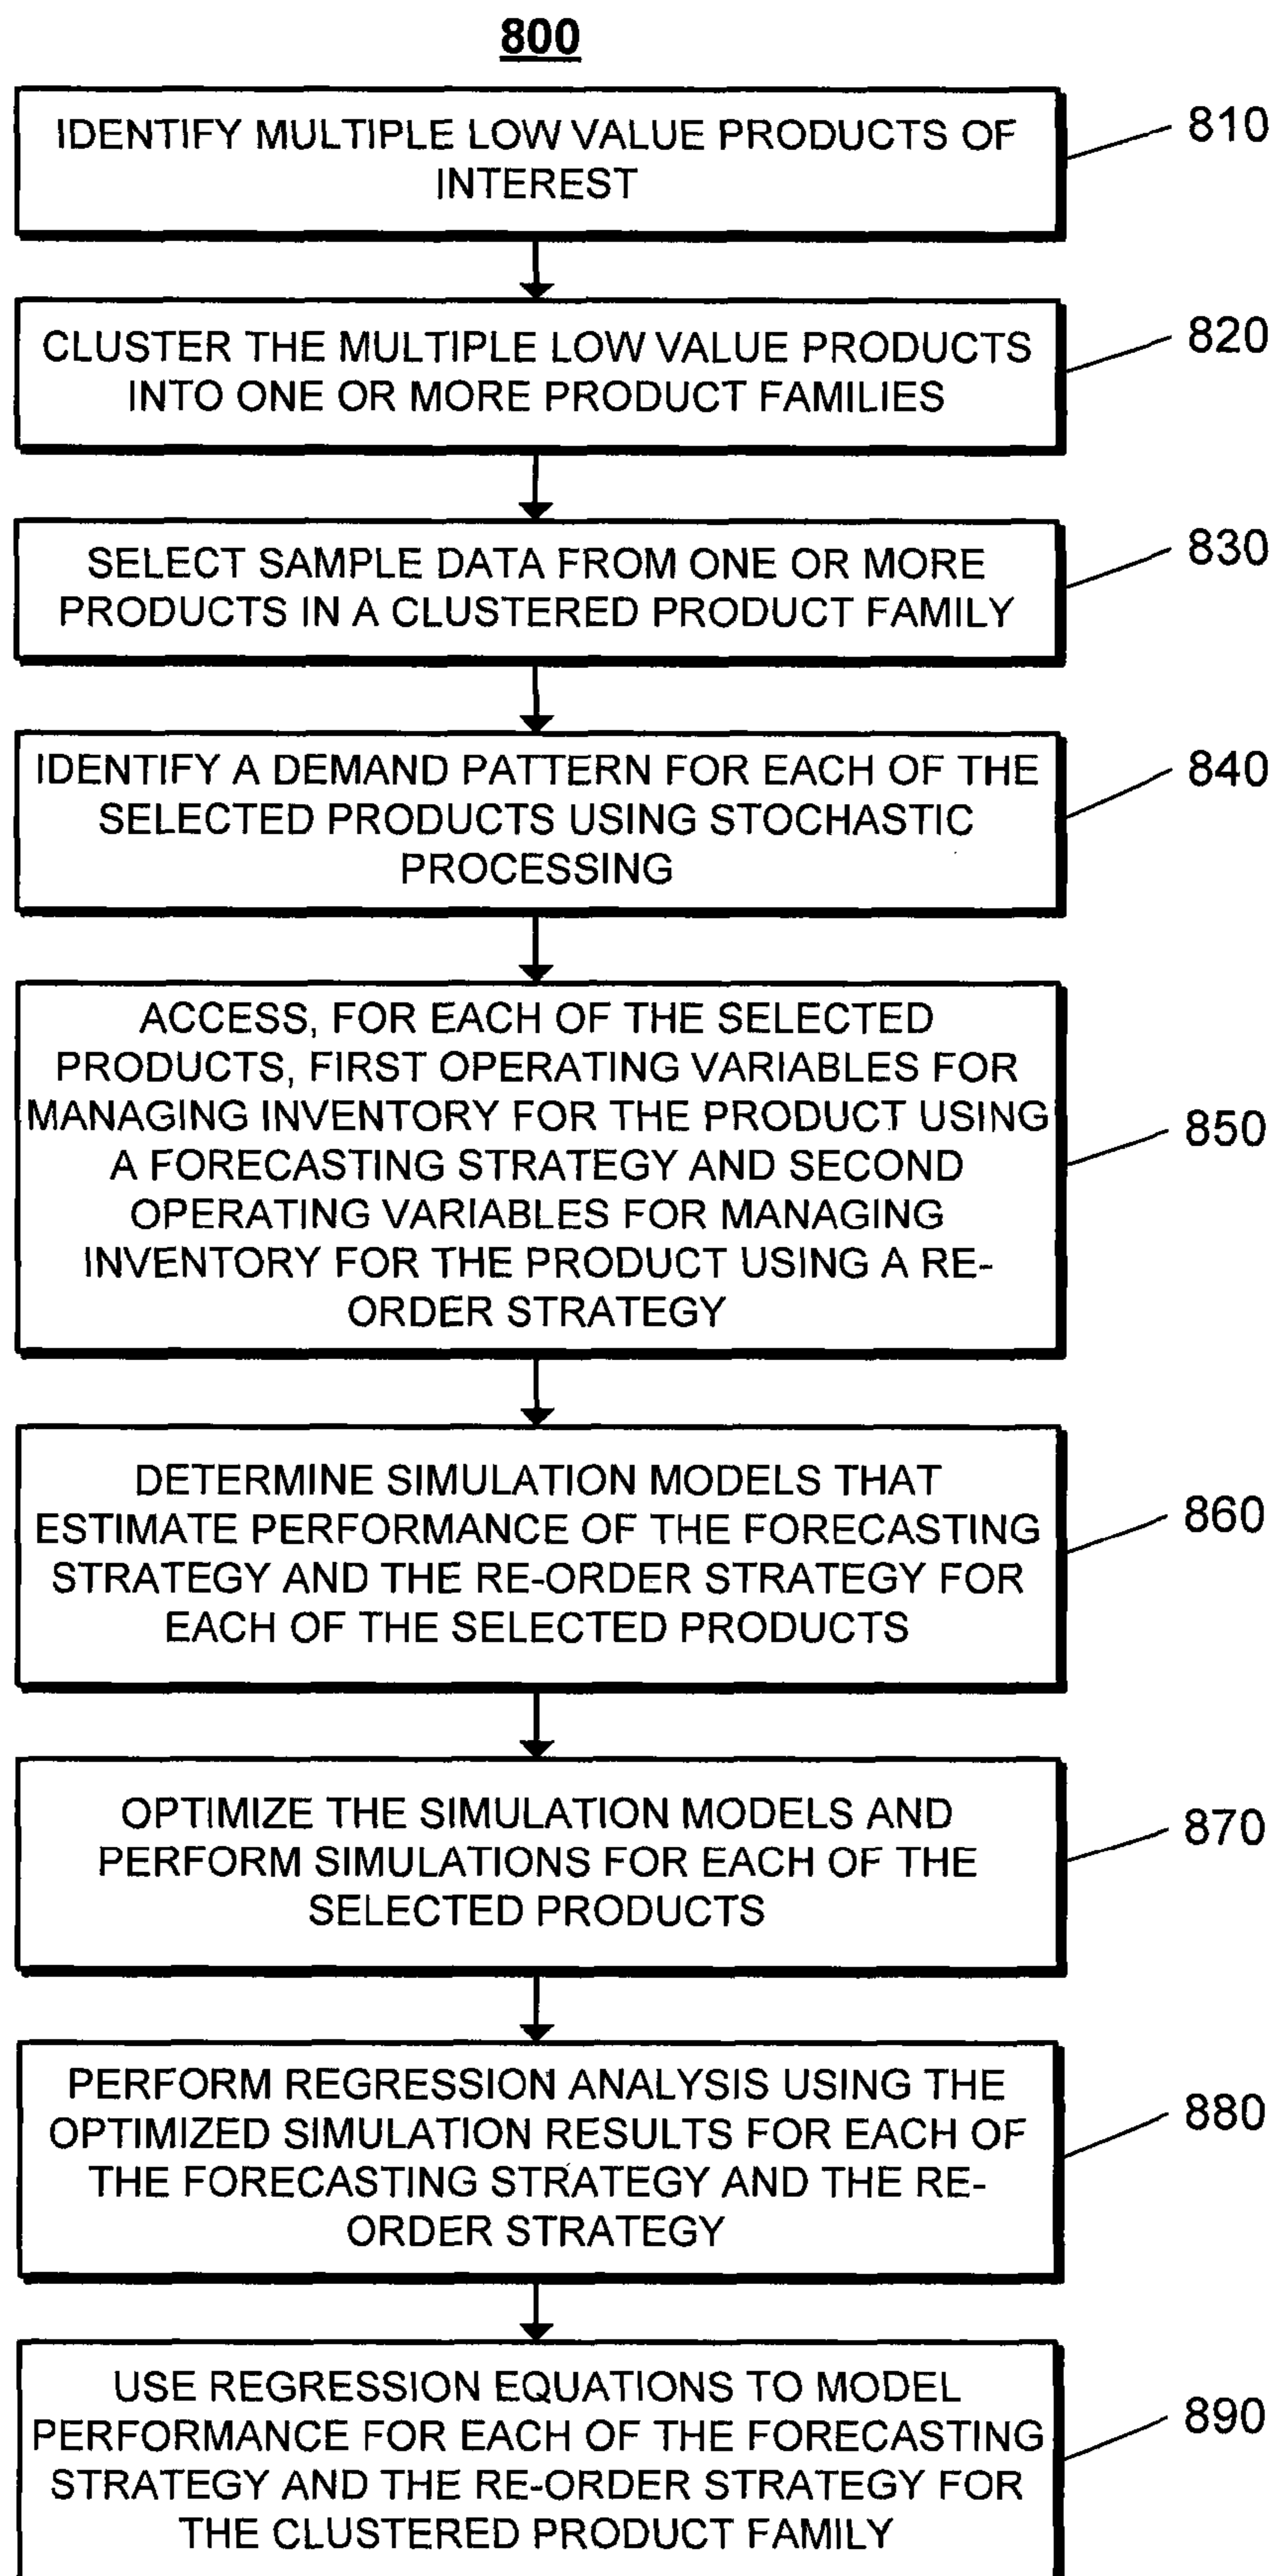 800
IDENTIFY MULTIPLE LOW VALUE PRODUCTS OF
INTEREST
810
CLUSTER THE MULTIPLE LOW VALUE PRODUCTS
INTO ONE OR MORE PRODUCT FAMILIES
820
SELECT SAMPLE DATA FROM ONE OR MORE
PRODUCTS IN A CLUSTERED PRODUCT FAMILY
830
IDENTIFY A DEMAND PATTERN FOR EACH OF THE
SELECTED PRODUCTS USING STOCHASTIC
PROCESSING
840
ACCESS, FOR EACH OF THE SELECTED
PRODUCTS, FIRST OPERATING VARIABLES FOR
MANAGING INVENTORY FOR THE PRODUCT USING
A FORECASTING STRATEGY AND SECOND
OPERATING VARIABLES FOR MANAGING
INVENTORY FOR THE PRODUCT USING A RE-
ORDER STRATEGY
850
DETERMINE SIMULATION MODELS THAT
ESTIMATE PERFORMANCE OF THE FORECASTING
STRATEGY AND THE RE-ORDER STRATEGY FOR
EACH OF THE SELECTED PRODUCTS
860
OPTIMIZE THE SIMULATION MODELS AND
PERFORM SIMULATIONS FOR EACH OF THE
SELECTED PRODUCTS
870
PERFORM REGRESSION ANALYSIS USING THE
OPTIMIZED SIMULATION RESULTS FOR EACH OF
THE FORECASTING STRATEGY AND THE RE-
ORDER STRATEGY
880
USE REGRESSION EQUATIONS TO MODEL
PERFORMANCE FOR EACH OF THE FORECASTING
STRATEGY AND THE RE-ORDER STRATEGY FOR
THE CLUSTERED PRODUCT FAMILY
890